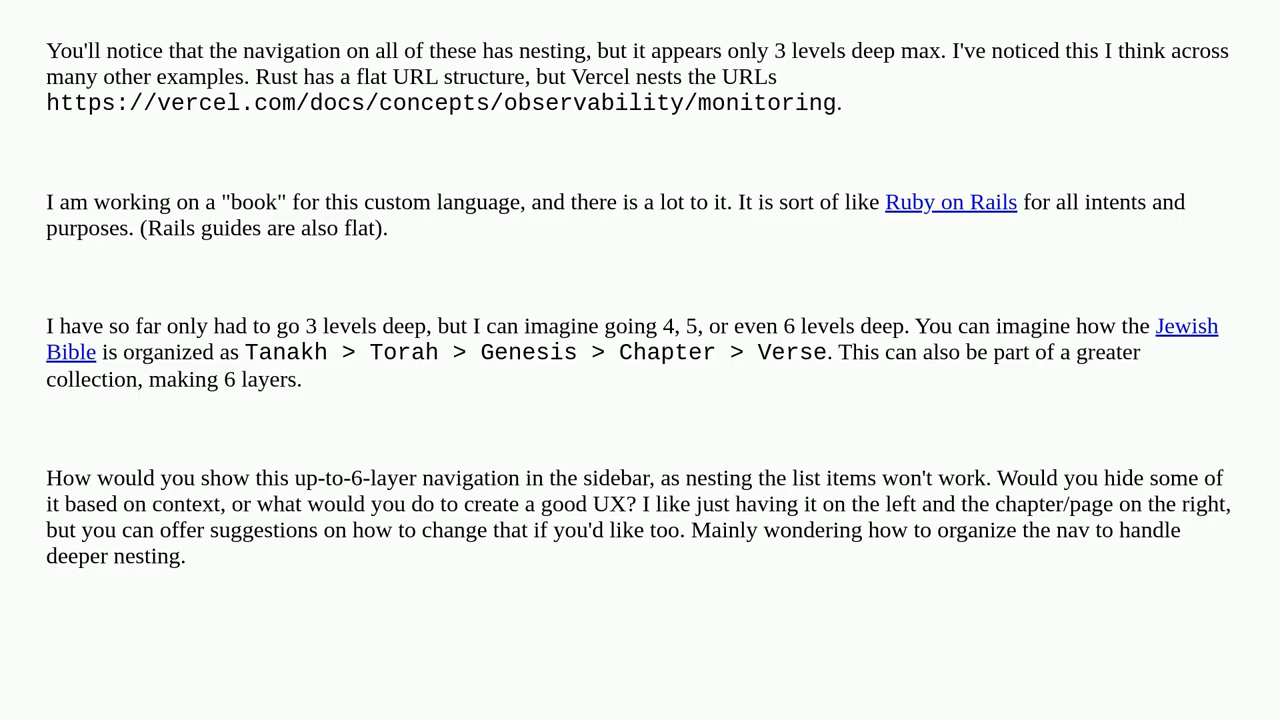 You'll notice that the navigation on all of these has nesting, but it appears only 3 levels deep max. I've noticed this I think across
many other examples. Rust has a flat URL structure, but Vercel nests the URLs
https://vercel.com/docs/concepts/observability/monitoring.
I am working on a "book" for this custom language, and there is a lot to it. It is sort of like Ruby on Rails for all intents and
purposes. (Rails guides are also flat).
I have so far only had to go 3 levels deep, but I can imagine going 4, 5, or even 6 levels deep. You can imagine how the Jewish
Bible is organized as Tanakh > Torah > Genesis > Chapter > Verse. This can also be part of a greater
collection, making 6 layers.
How would you show this up-to-6-layer navigation in the sidebar, as nesting the list items won't work. Would you hide some of
it based on context, or what would you do to create a good UX? I like just having it on the left and the chapter/page on the right,
but you can offer suggestions on how to change that if you'd like too. Mainly wondering how to organize the nav to handle
deeper nesting.